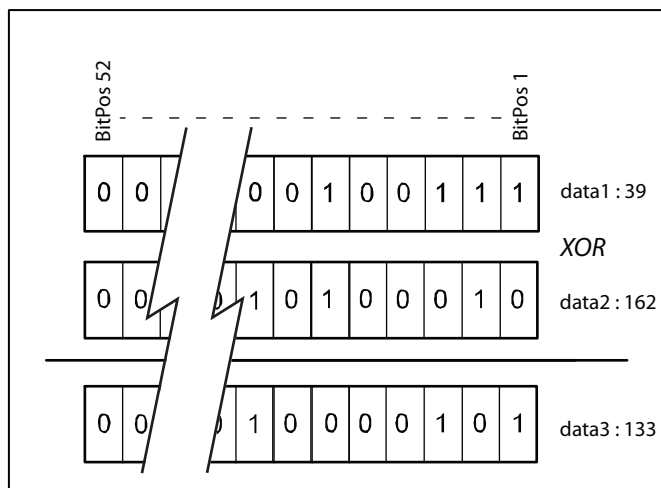 BitPos 52
BitPos 1
0 0 0 0 1 0 0 1 1 1 data1 : 39
XOR
0 0 0 1 0 1 0 0 0 1 0 data2 : 162
0 0 0 1 0 0 0 0 1 0 1 data3 : 133